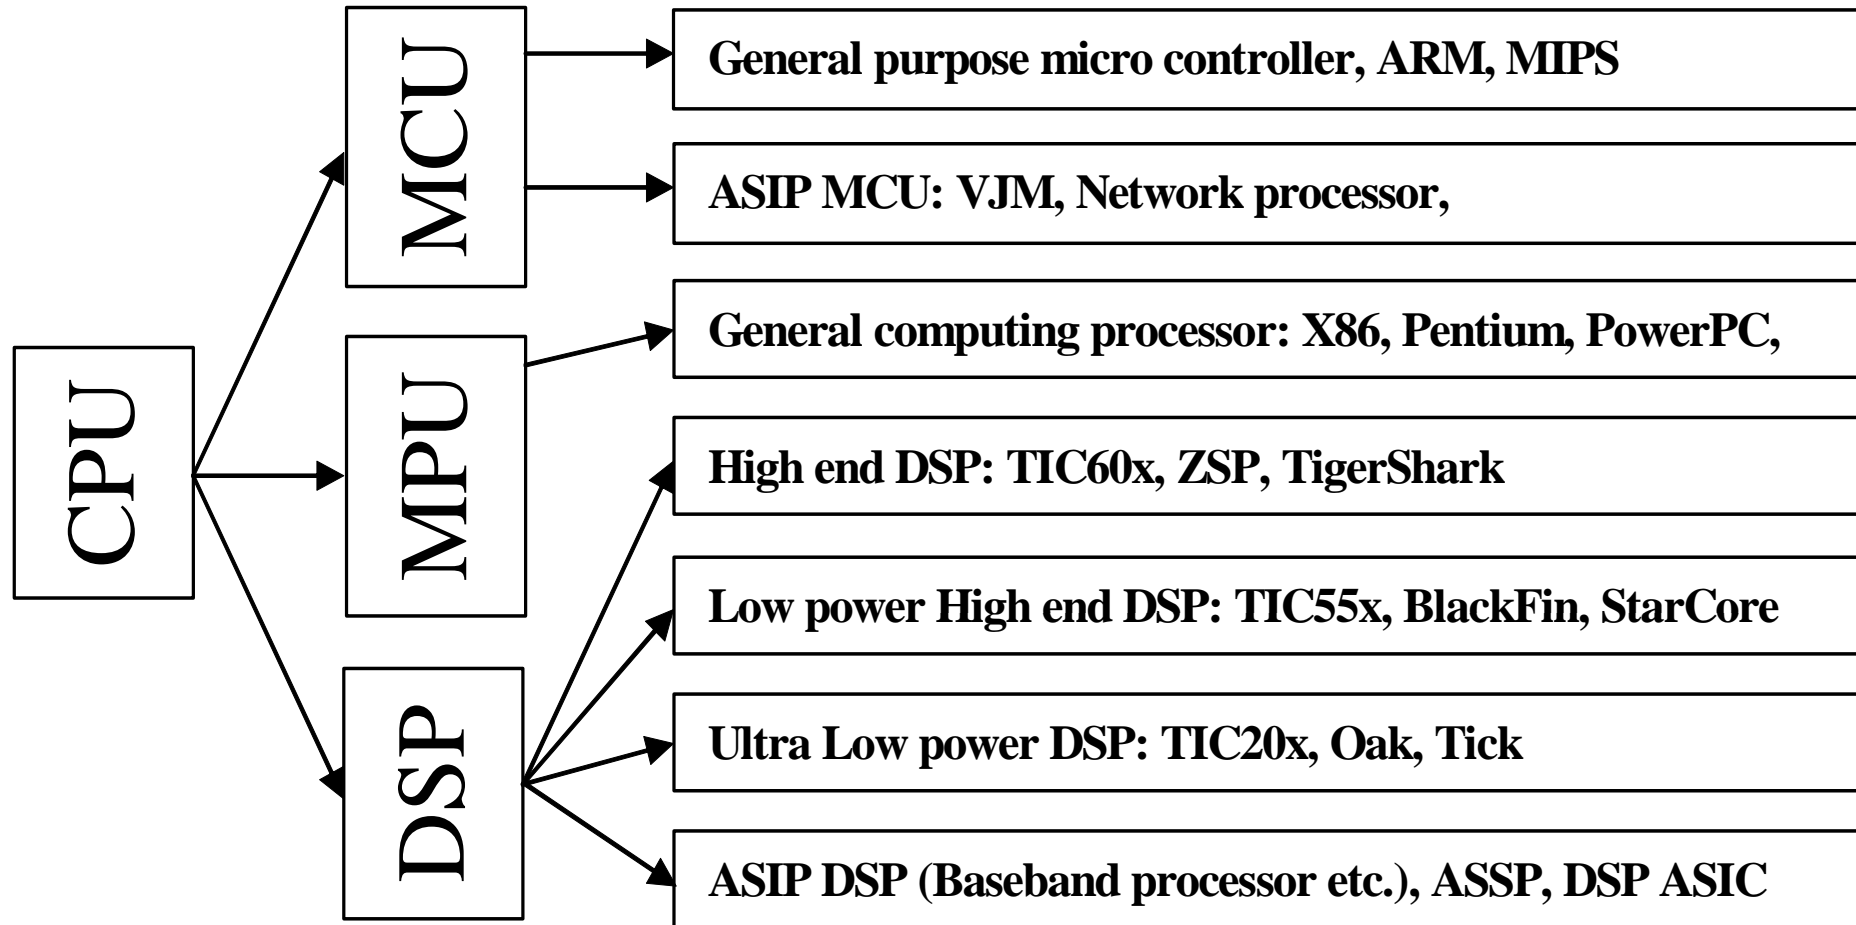 CPU
MCU
MPU
DSP
General purpose micro controller, ARM, MIPS
ASIP MCU: VJM, Network processor,
General computing processor: X86, Pentium, PowerPC,
High end DSP: TIC60x, ZSP, TigerShark
Low power High end DSP: TIC55x, BlackFin, StarCore
Ultra Low power DSP: TIC20x, Oak, Tick
ASIP DSP (Baseband processor etc.), ASSP, DSP ASIC